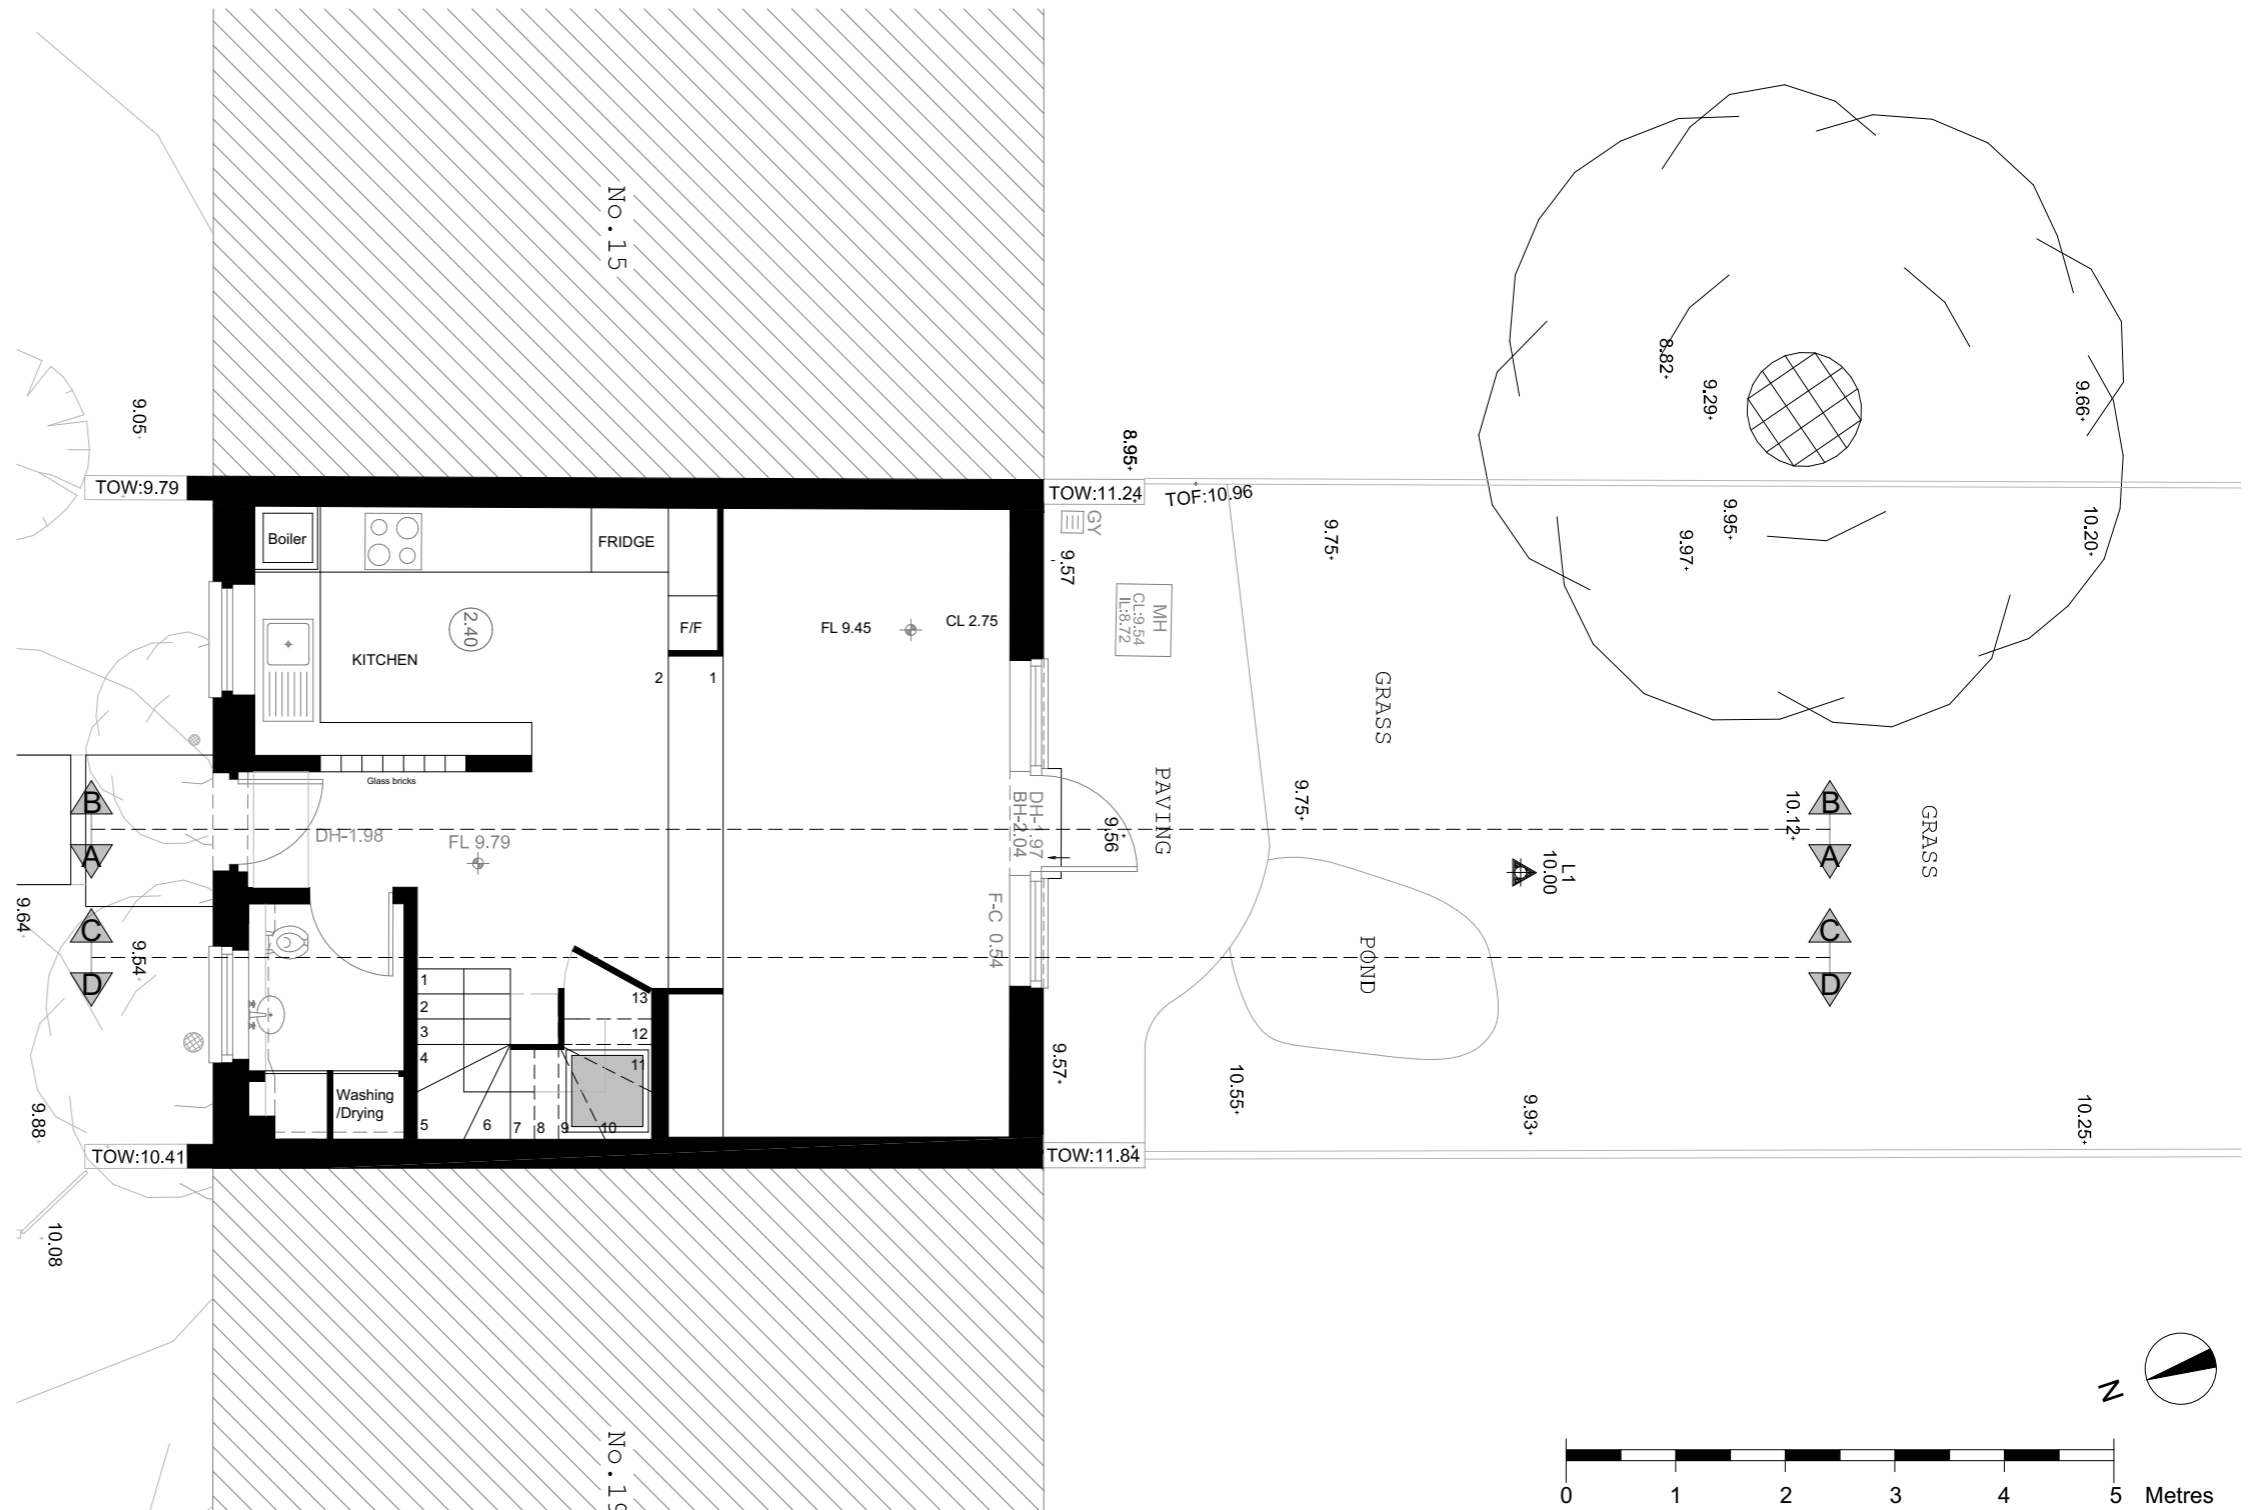 No.15
9.05
TOW:9.79
TOW:11.24
TOF:10.96
8.95
8.82
9.29
9.66
9.95
9.97
10.20
9.75
GY
9.57
MH
CL:9.54
IL:8.72
Boiler
FRIDGE
F/F
2.40
KITCHEN
2
1
FL 9.45
CL 2.75
GRASS
Glass bricks
B
A
DH-1.98
FL 9.79
DH-1.97
BH-2.04
9.56
PAVING
9.75
L1
10.00
10.12
B
A
GRASS
9.64
C
D
9.54
F-C 0.54
POND
C
D
1
2
3
4
5
6
7
8
9
10
11
12
13
Washing
/Drying
9.57
10.55
9.93
10.25
9.88
TOW:10.41
TOW:11.84
10.08
No.19
N
0 1 2 3 4 5 Metres